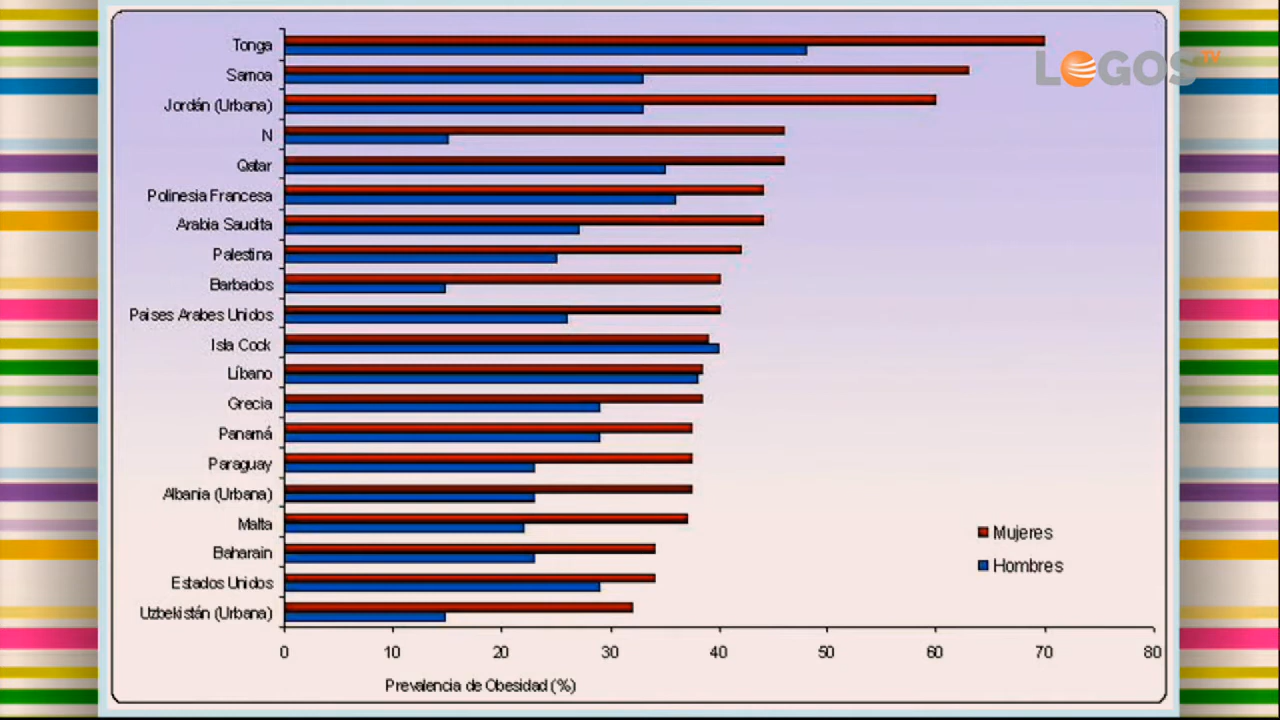 LOGOS TV
Tonga
Samoa
Jordán (Urbana)
N
Qatar
Polinesia Francesa
Arabia Saudita
Palestina
Barbados
Paises Arabes Unidos
Isla Cock
Líbano
Grecia
Panamá
Paraguay
Albania (Urbana)
Malta
Baharain
Estados Unidos
Uzbekistán (Urbana)
Mujeres
Hombres
0 10 20 30 40 50 60 70 80
Prevalencia de Obesidad (%)